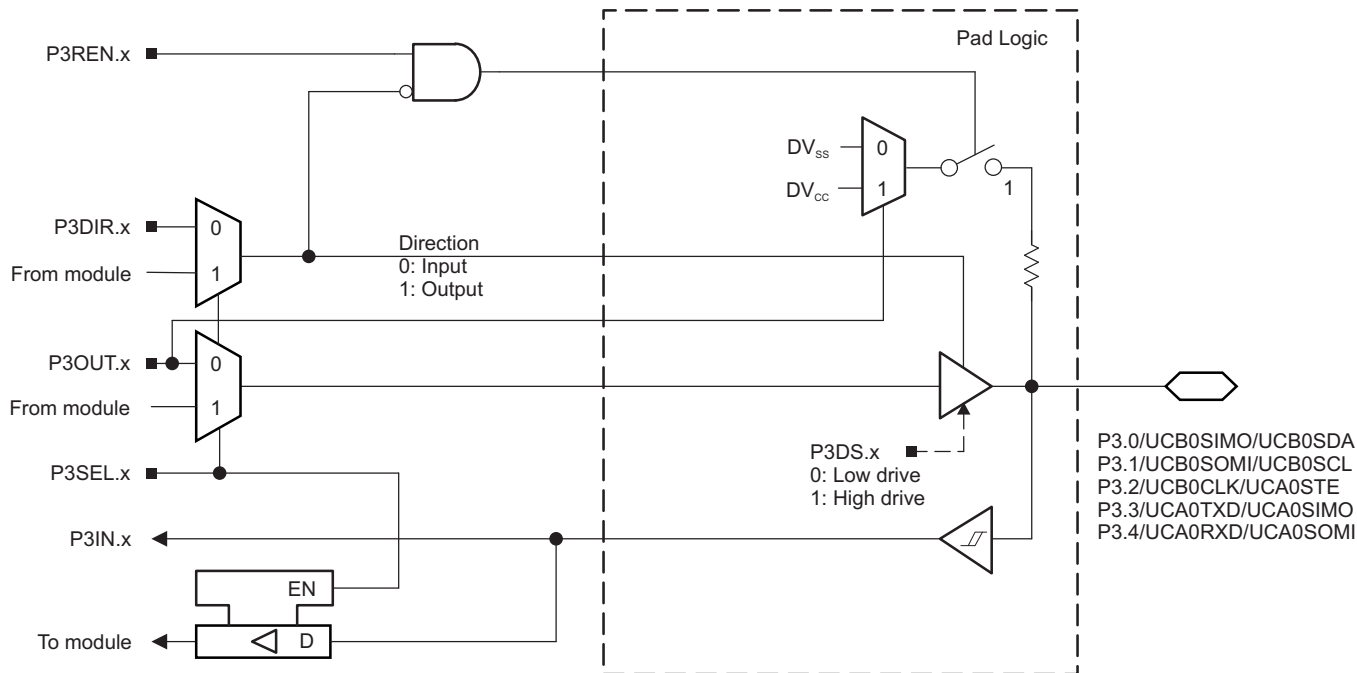 Pad Logic
P3REN.x
DVSS
0
DVCC
1
1
P3DIR.x
0
From module
1
Direction
0: Input
1: Output
P3OUT.x
0
From module
1
P3SEL.x
P3DS.x
0: Low drive
1: High drive
P3.0/UCB0SIMO/UCB0SDA
P3.1/UCB0SOMI/UCB0SCL
P3.2/UCB0CLK/UCA0STE
P3.3/UCA0TXD/UCA0SIMO
P3.4/UCA0RXD/UCA0SOMI
P3IN.x
EN
To module
D